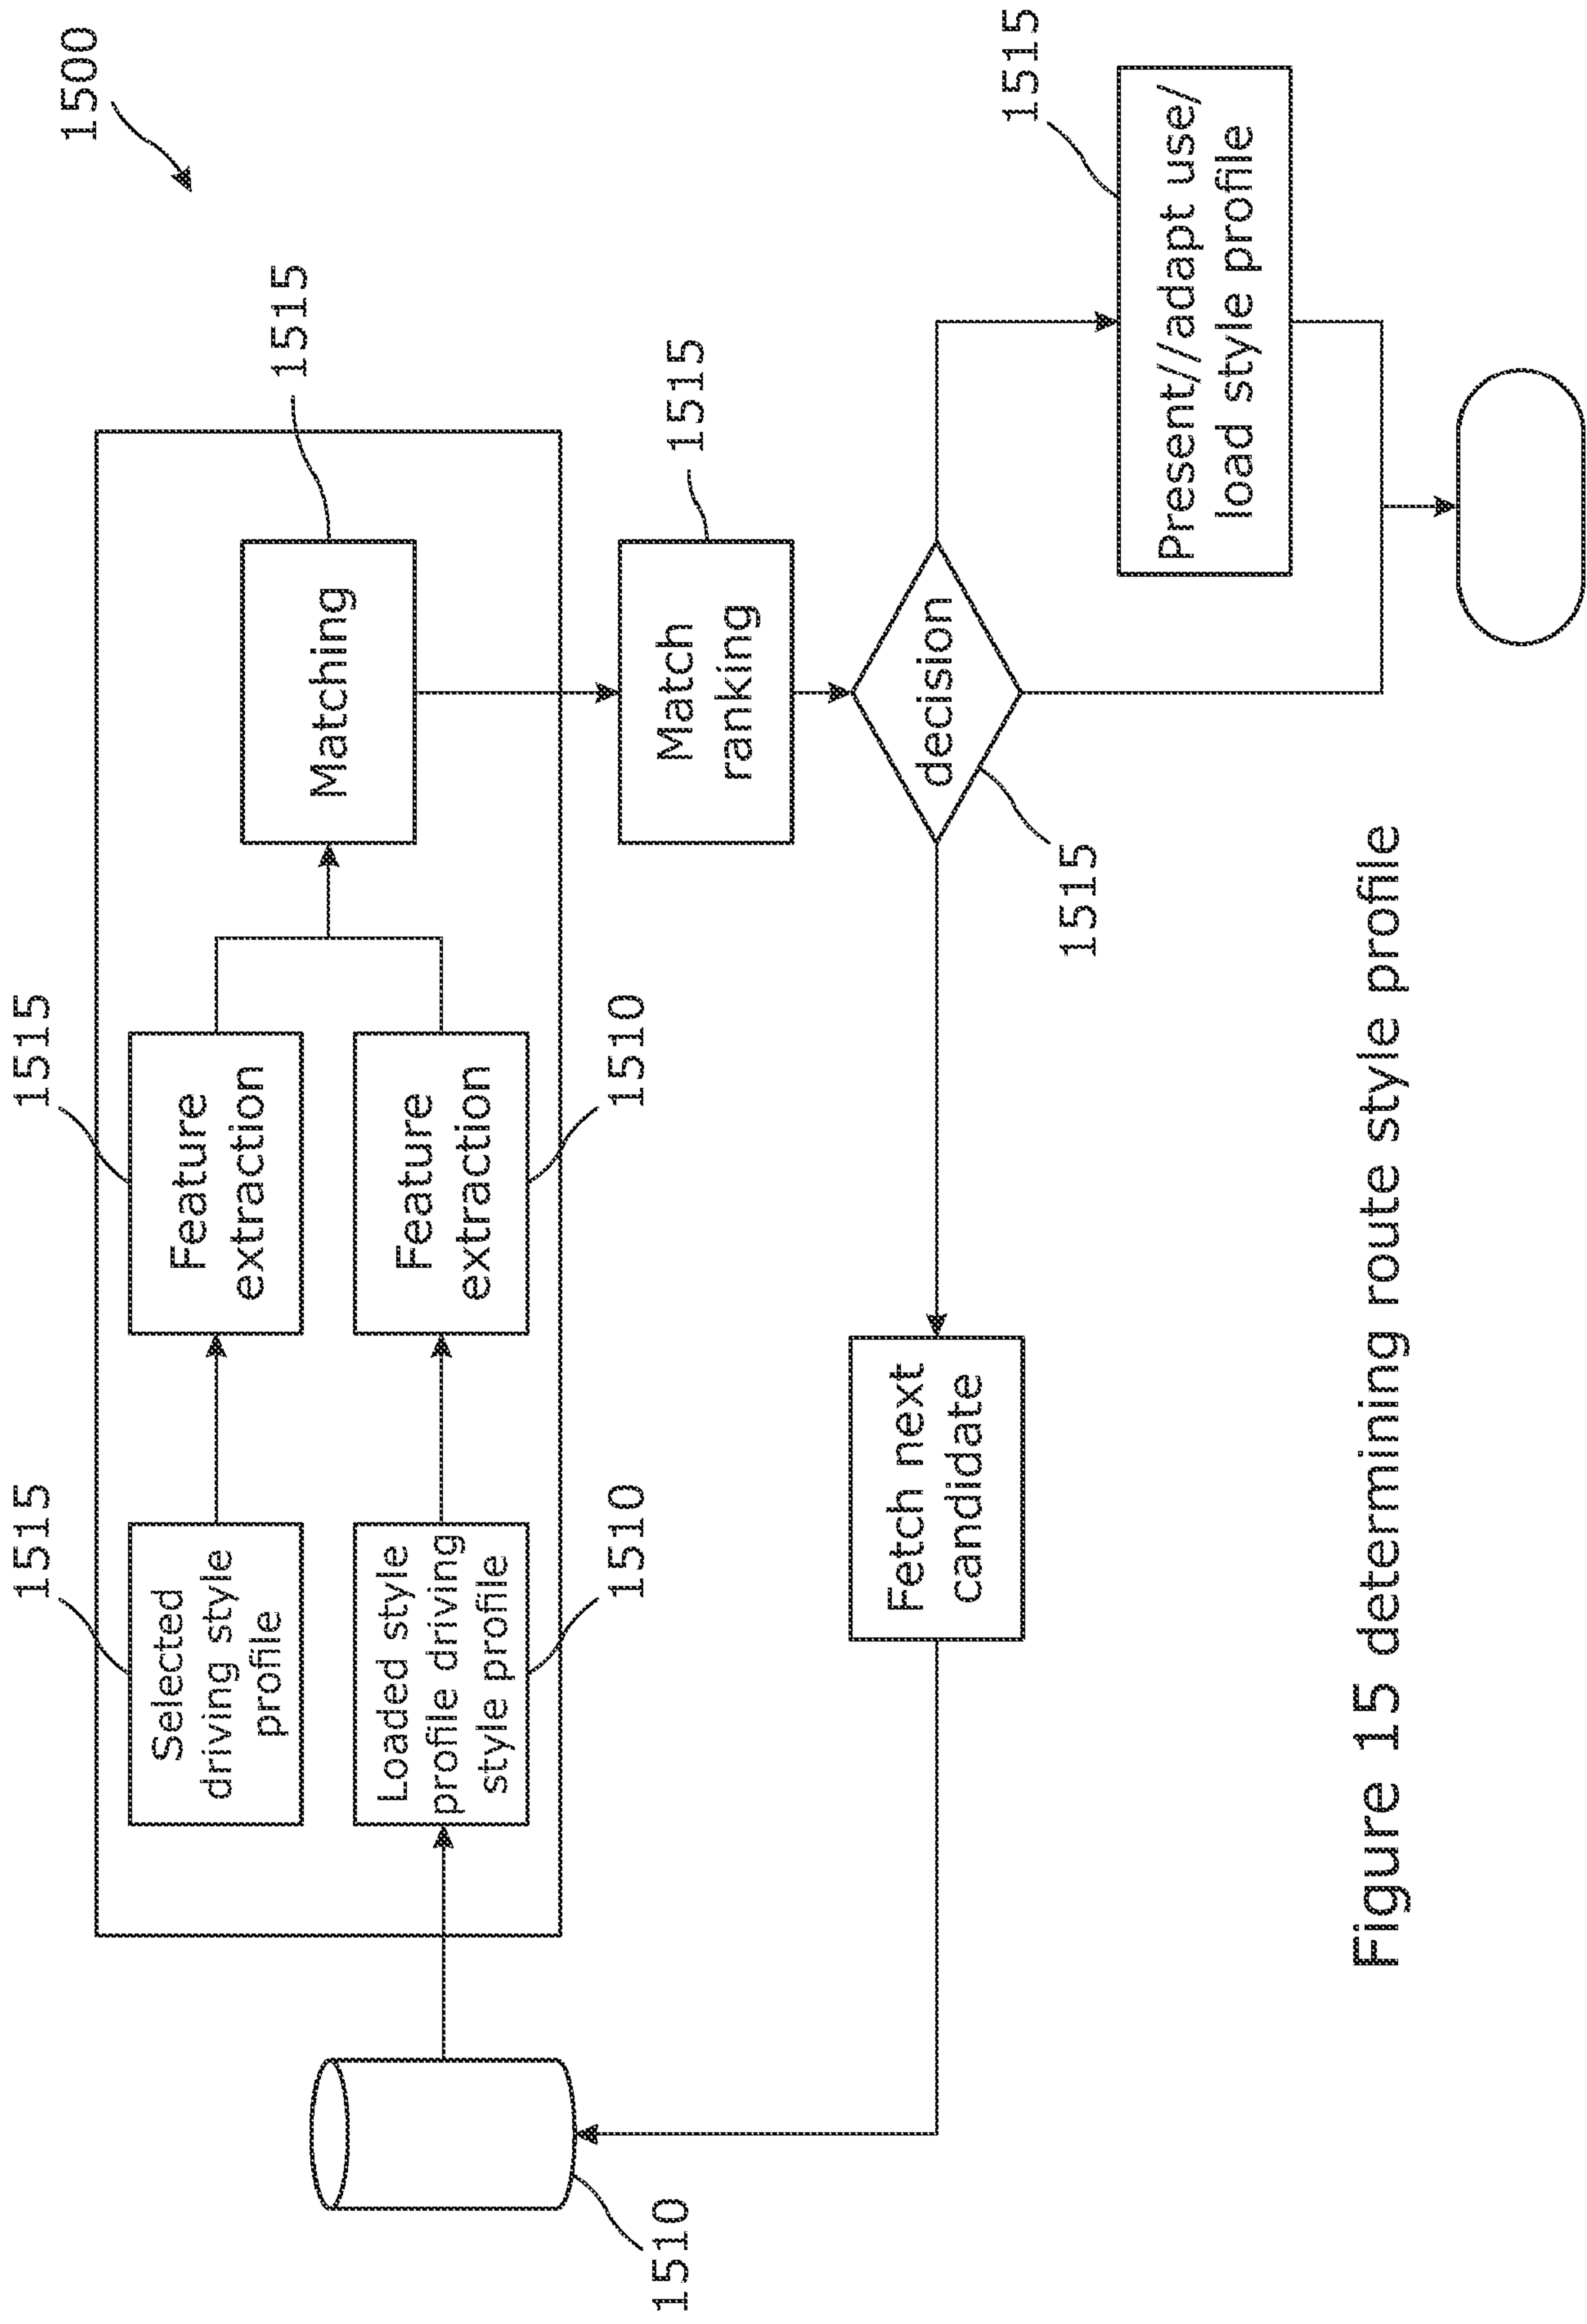 1500
1515
1515
1515
Selected
driving style
profile
Feature
extraction
Matching
Loaded style
profile driving
style profile
Feature
extraction
1510
1510
1510
1515
Match
ranking
1515
Fetch next
candidate
decision
1515
Present//adapt use/
load style profile
1515
Figure 15 determining route style profile